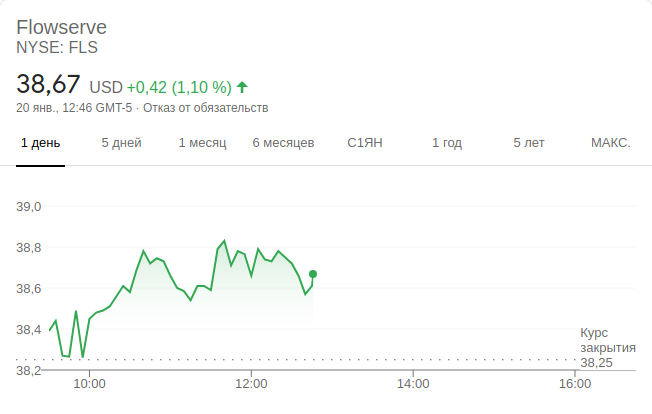 Flowserve
NYSE: FLS
38,67 USD +0,42 (1,10 %)
20 янв., 12:46 GMT-5 · Отказ от обязательств
1 день 5 дней 1 месяц 6 месяцев С1ЯН 1 год 5 лет МАКС.
39,0
38,8
38,6
38,4
Курс
закрытия
38,25
38,2
10:00 12:00 14:00 16:00